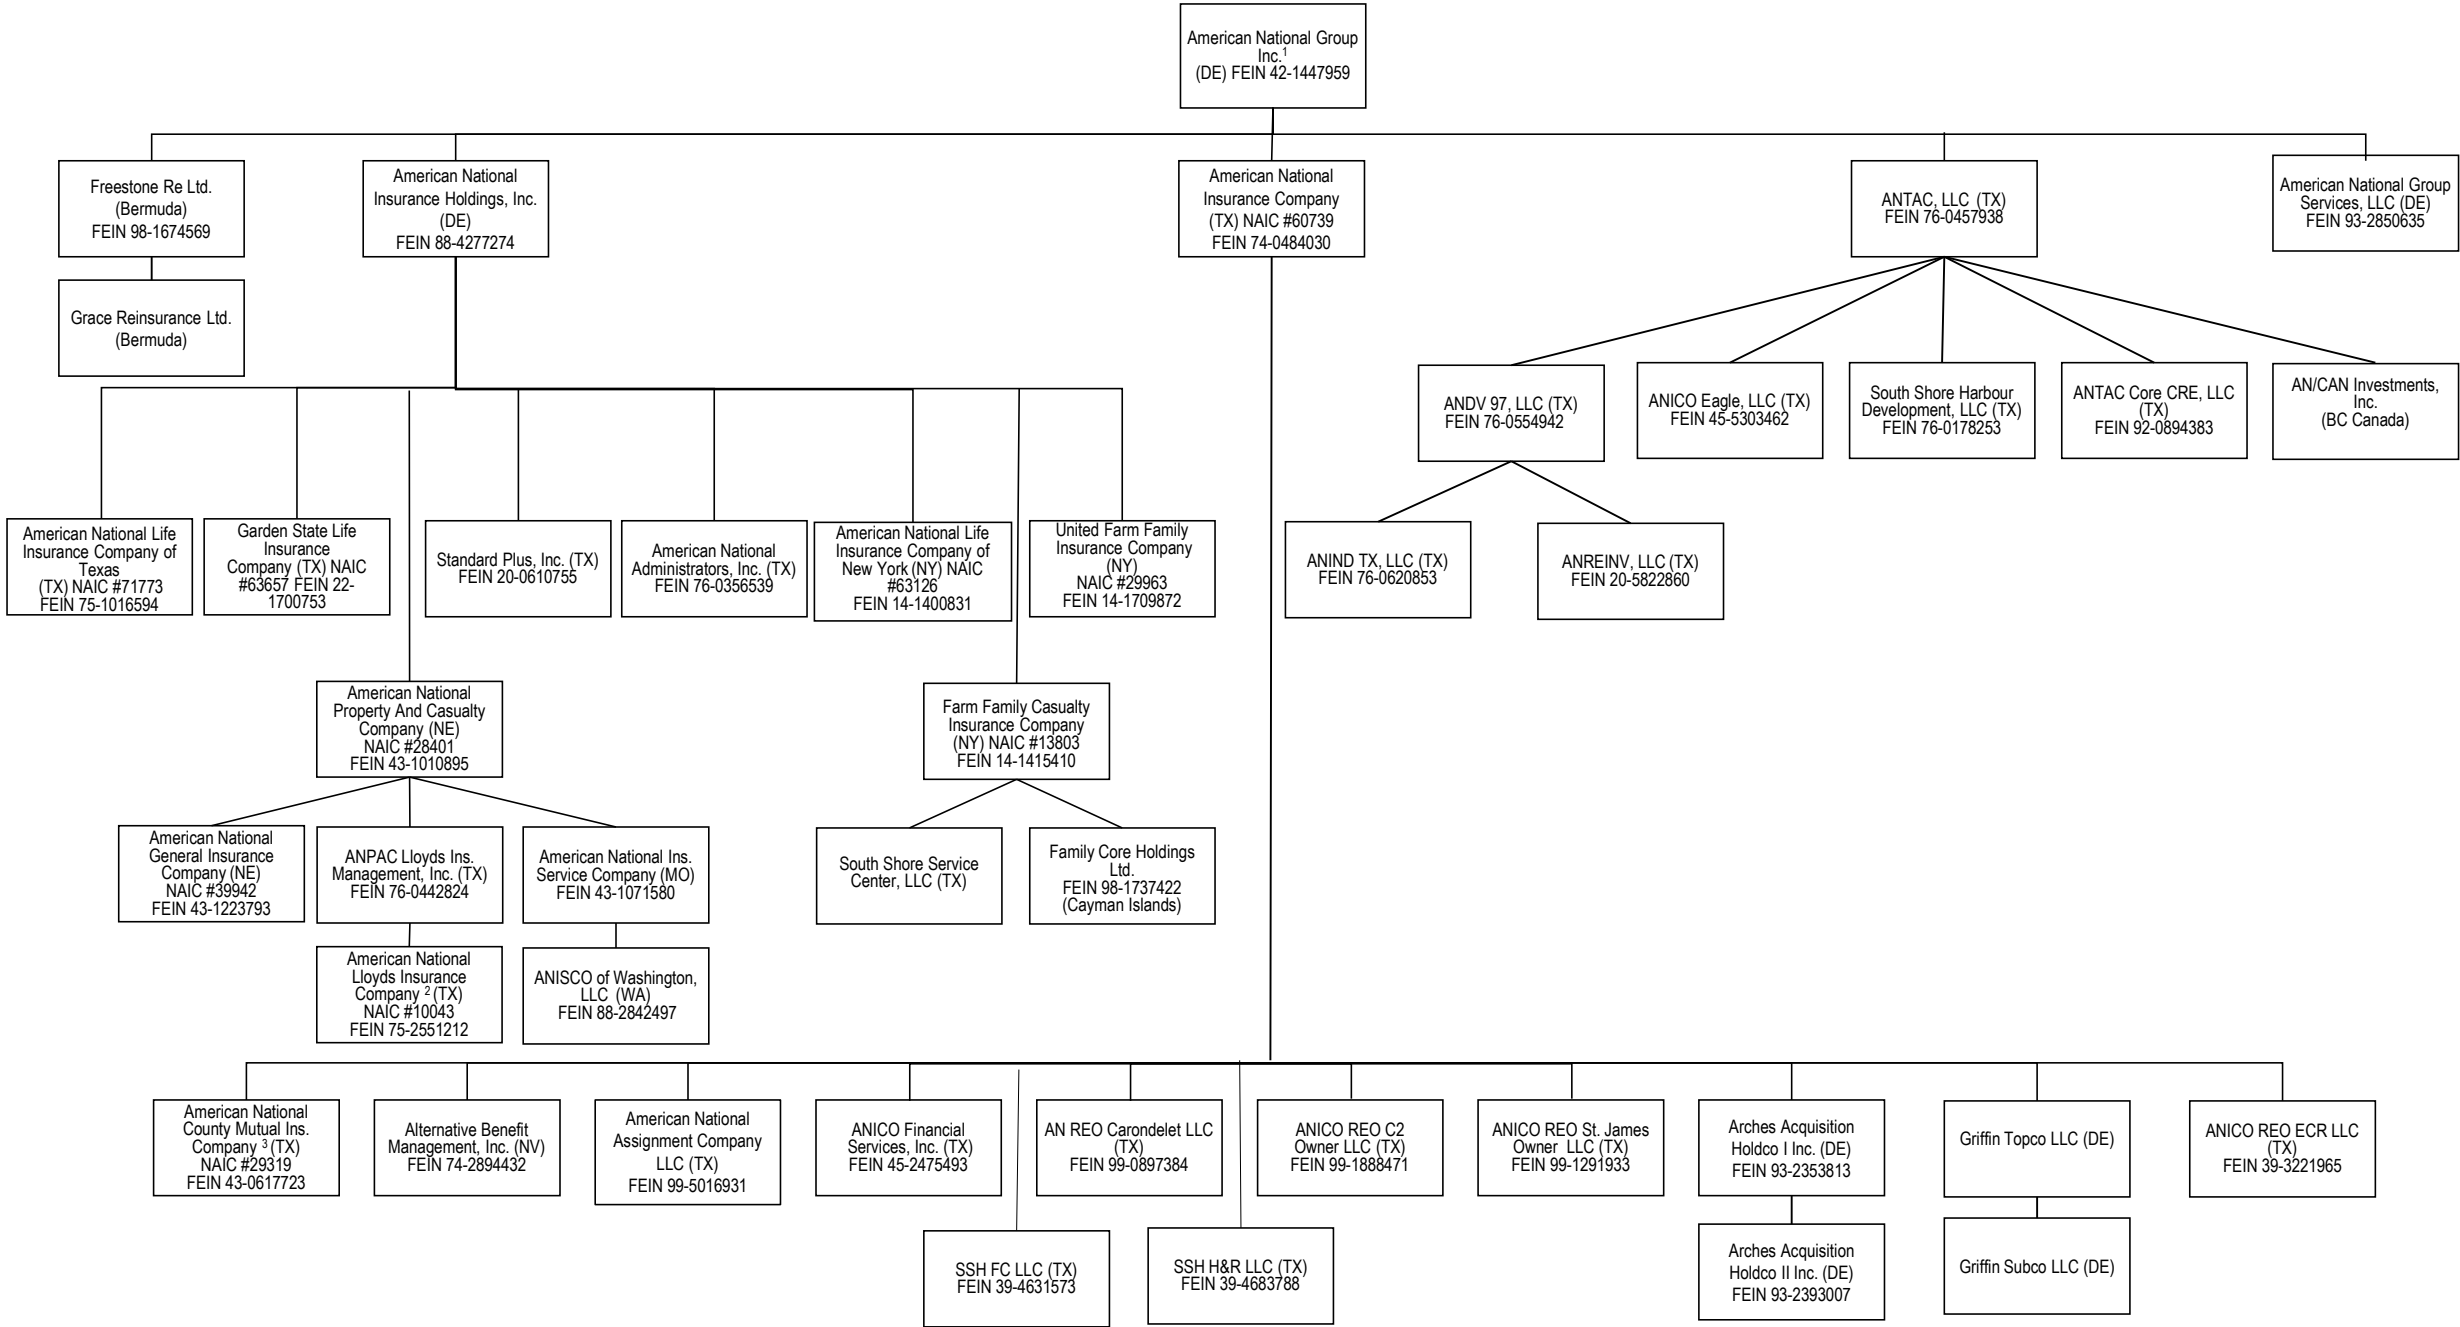 American National Group
Inc.1
(DE) FEIN 42-1447959
Freestone Re Ltd.
(Bermuda)
FEIN 98-1674569
American National
Insurance Holdings, Inc.
(DE)
FEIN 88-4277274
American National
Insurance Company
(TX) NAIC #60739
FEIN 74-0484030
ANTAC, LLC (TX)
FEIN 76-0457938
American National Group
Services, LLC (DE)
FEIN 93-2850635
Grace Reinsurance Ltd.
(Bermuda)
ANDV 97, LLC (TX)
FEIN 76-0554942
ANICO Eagle, LLC (TX)
FEIN 45-5303462
South Shore Harbour
Development, LLC (TX)
FEIN 76-0178253
ANTAC Core CRE, LLC
(TX)
FEIN 92-0894383
AN/CAN Investments,
Inc.
(BC Canada)
American National Life
Insurance Company of
Texas
(TX) NAIC #71773
FEIN 75-1016594
Garden State Life
Insurance
Company (TX) NAIC
#63657 FEIN 22-
1700753
Standard Plus, Inc. (TX)
FEIN 20-0610755
American National
Administrators, Inc. (TX)
FEIN 76-0356539
American National Life
Insurance Company of
New York (NY) NAIC
#63126
FEIN 14-1400831
United Farm Family
Insurance Company
(NY)
NAIC #29963
FEIN 14-1709872
ANIND TX, LLC (TX)
FEIN 76-0620853
ANREINV, LLC (TX)
FEIN 20-5822860
American National
Property And Casualty
Company (NE)
NAIC #28401
FEIN 43-1010895
Farm Family Casualty
Insurance Company
(NY) NAIC #13803
FEIN 14-1415410
American National
General Insurance
Company (NE)
NAIC #39942
FEIN 43-1223793
ANPAC Lloyds Ins.
Management, Inc. (TX)
FEIN 76-0442824
American National Ins.
Service Company (MO)
FEIN 43-1071580
South Shore Service
Center, LLC (TX)
Family Core Holdings
Ltd.
FEIN 98-1737422
(Cayman Islands)
American National
Lloyds Insurance
Company 2 (TX)
NAIC #10043
FEIN 75-2551212
ANISCO of Washington,
LLC (WA)
FEIN 88-2842497
American National
County Mutual Ins.
Company 3 (TX)
NAIC #29319
FEIN 43-0617723
Alternative Benefit
Management, Inc. (NV)
FEIN 74-2894432
American National
Assignment Company
LLC (TX)
FEIN 99-5016931
ANICO Financial
Services, Inc. (TX)
FEIN 45-2475493
AN REO Carondelet LLC
(TX)
FEIN 99-0897384
ANICO REO C2
Owner LLC (TX)
FEIN 99-1888471
ANICO REO St. James
Owner LLC (TX)
FEIN 99-1291933
Arches Acquisition
Holdco I Inc. (DE)
FEIN 93-2353813
Griffin Topco LLC (DE)
ANICO REO ECR LLC
(TX)
FEIN 39-3221965
SSH FC LLC (TX)
FEIN 39-4631573
SSH H&R LLC (TX)
FEIN 39-4683788
Arches Acquisition
Holdco II Inc. (DE)
FEIN 93-2393007
Griffin Subco LLC (DE)